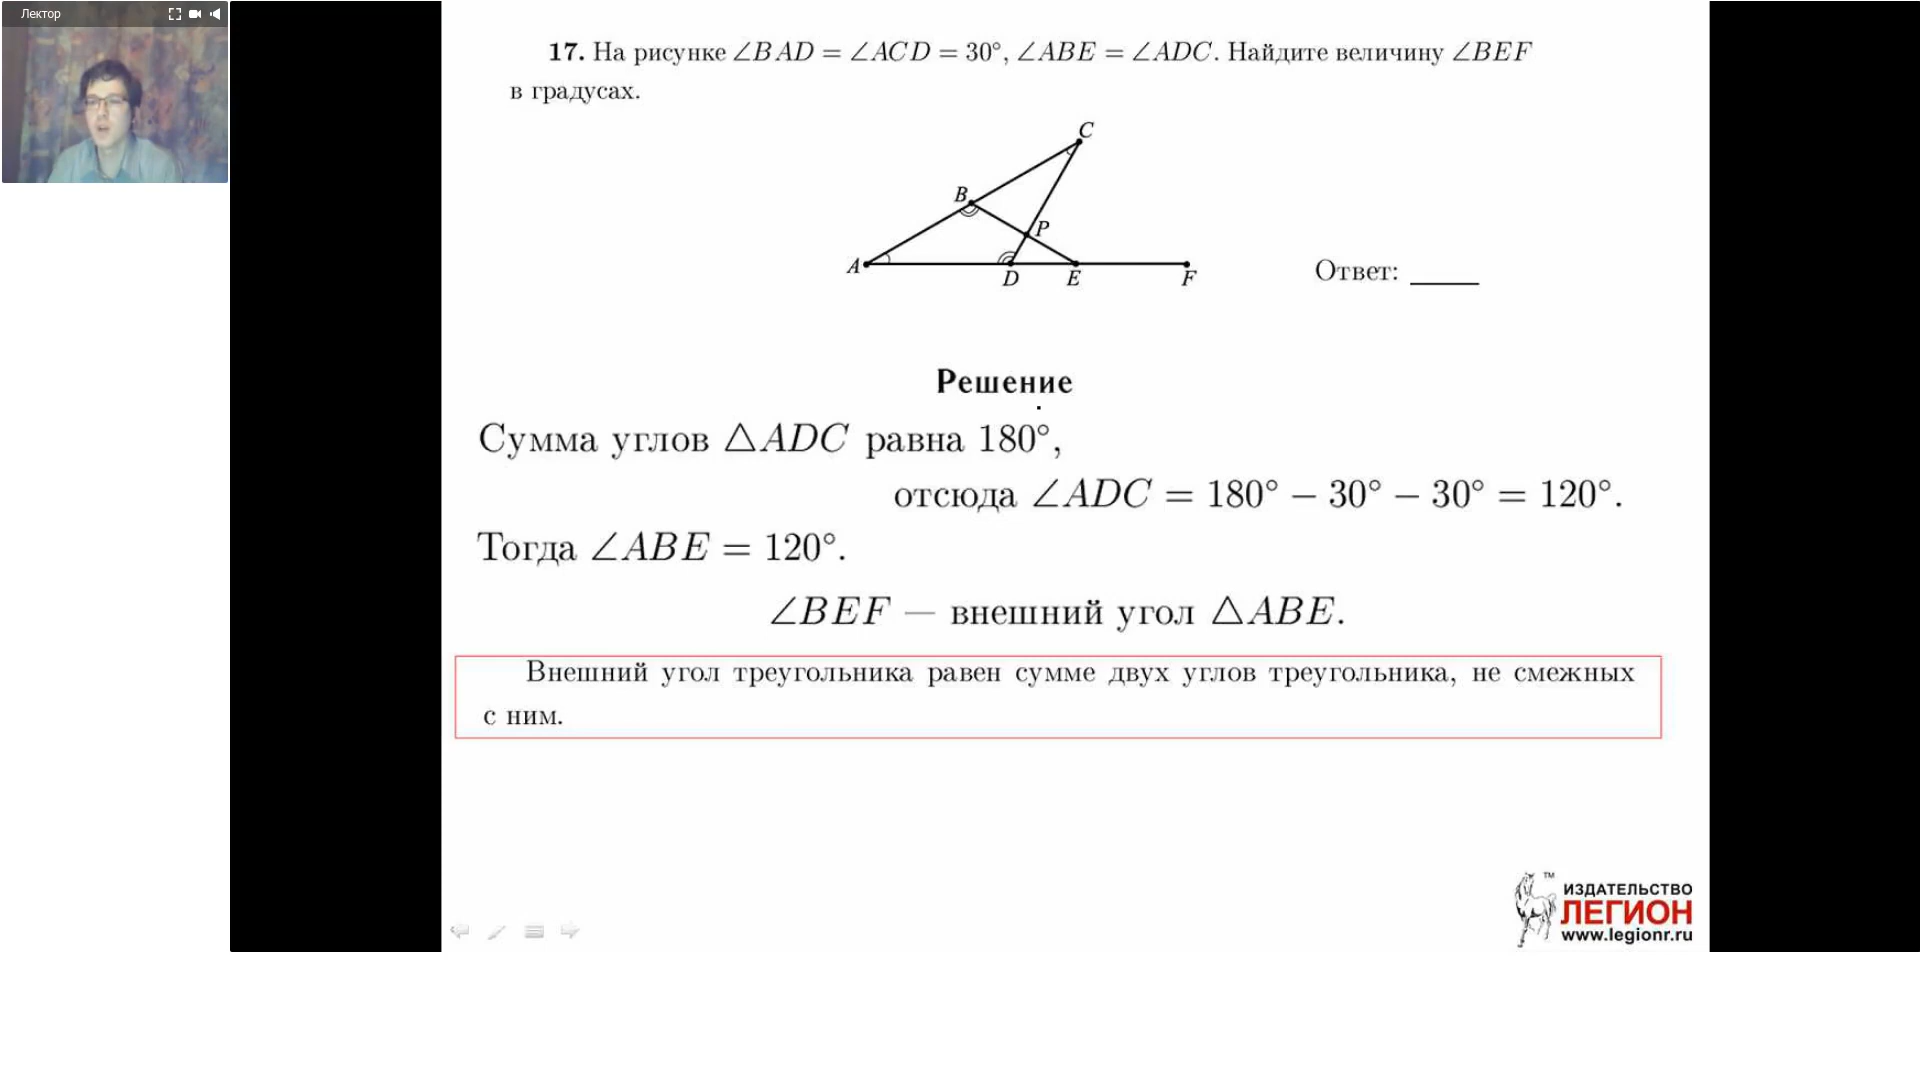 Лектор
17. На рисунке ∠BAD = ∠ACD = 30°, ∠ABE = ∠ADC. Найдите величину ∠BEF
в градусах.
C
B
P
A
D
E
F
Ответ: _____
Решение
Сумма углов △ADC равна 180°,
отсюда ∠ADC = 180° − 30° − 30° = 120°.
Тогда ∠ABE = 120°.
∠BEF — внешний угол △ABE.
Внешний угол треугольника равен сумме двух углов треугольника, не смежных
с ним.
TM
ИЗДАТЕЛЬСТВО
ЛЕГИОН
www.legionr.ru